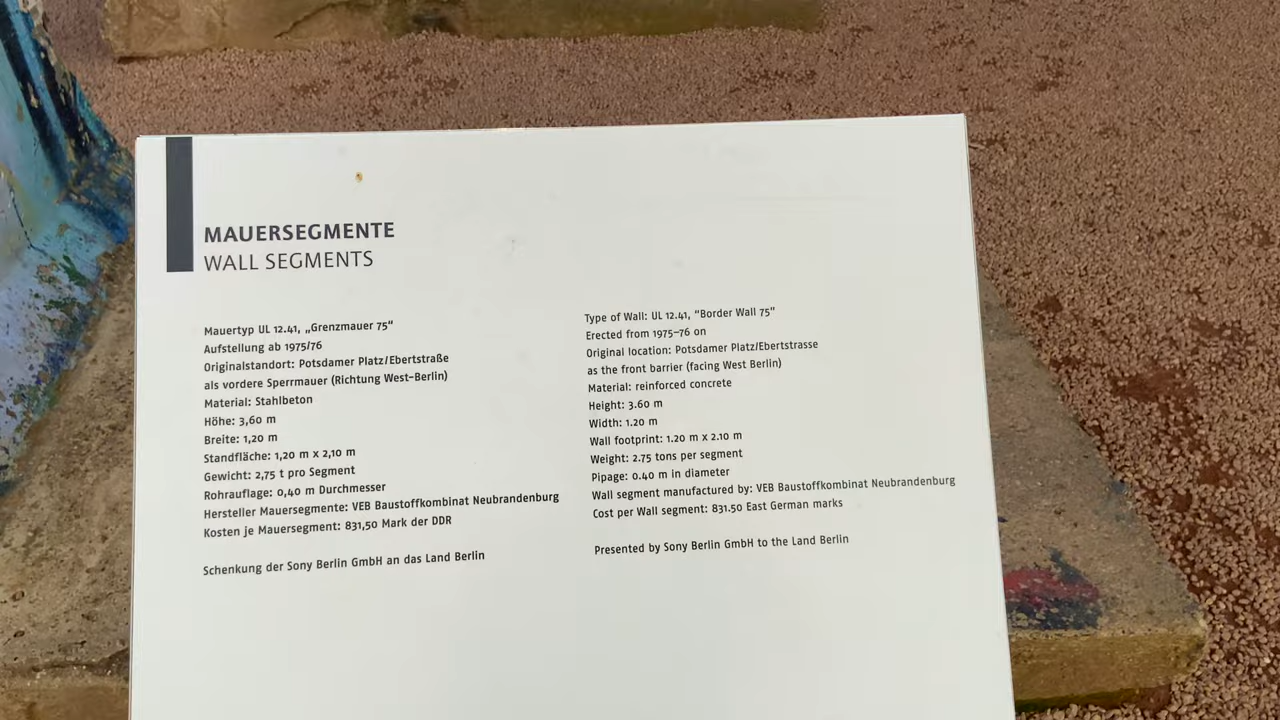 MAUERSEGMENTE
WALL SEGMENTS
Mauertyp UL 12.41, „Grenzmauer 75“
Aufstellung ab 1975/76
Originalstandort: Potsdamer Platz/Ebertstraße
als vordere Sperrmauer (Richtung West-Berlin)
Material: Stahlbeton
Höhe: 3,60 m
Breite: 1,20 m
Standfläche: 1,20 m x 2,10 m
Gewicht: 2,75 t pro Segment
Rohrauflage: 0,40 m Durchmesser
Hersteller Mauersegmente: VEB Baustoffkombinat Neubrandenburg
Kosten je Mauersegment: 831,50 Mark der DDR
Schenkung der Sony Berlin GmbH an das Land Berlin
Type of Wall: UL 12.41, “Border Wall 75”
Erected from 1975–76 on
Original location: Potsdamer Platz/Ebertstrasse
as the front barrier (facing West Berlin)
Material: reinforced concrete
Height: 3.60 m
Width: 1.20 m
Wall footprint: 1.20 m x 2.10 m
Weight: 2.75 tons per segment
Pipage: 0.40 m in diameter
Wall segment manufactured by: VEB Baustoffkombinat Neubrandenburg
Cost per Wall segment: 831.50 East German marks
Presented by Sony Berlin GmbH to the Land Berlin